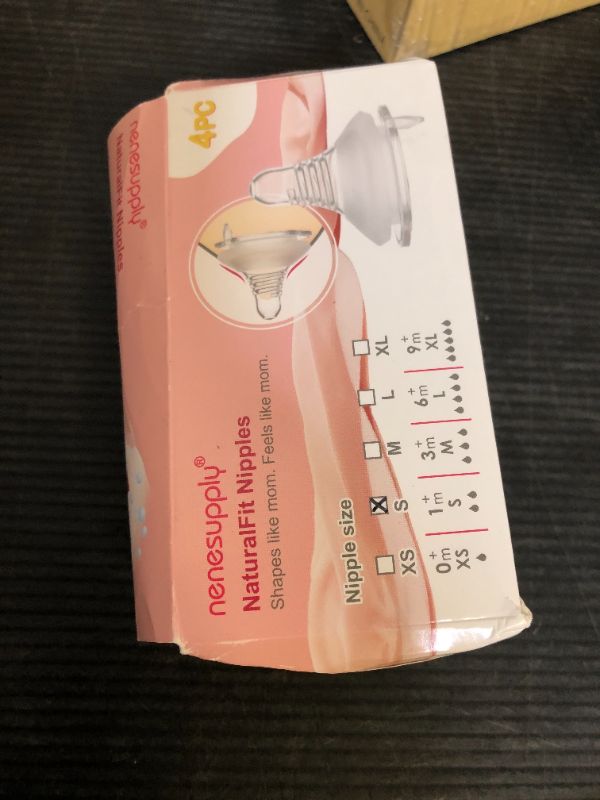 nenesupply®
NaturalFit Nipples
4PC
nenesupply®
NaturalFit Nipples
Shapes like mom. Feels like mom.
Nipple size
XS S M L XL
0m+ 1m+ 3m+ 6m+ 9m+
XS S M L XL